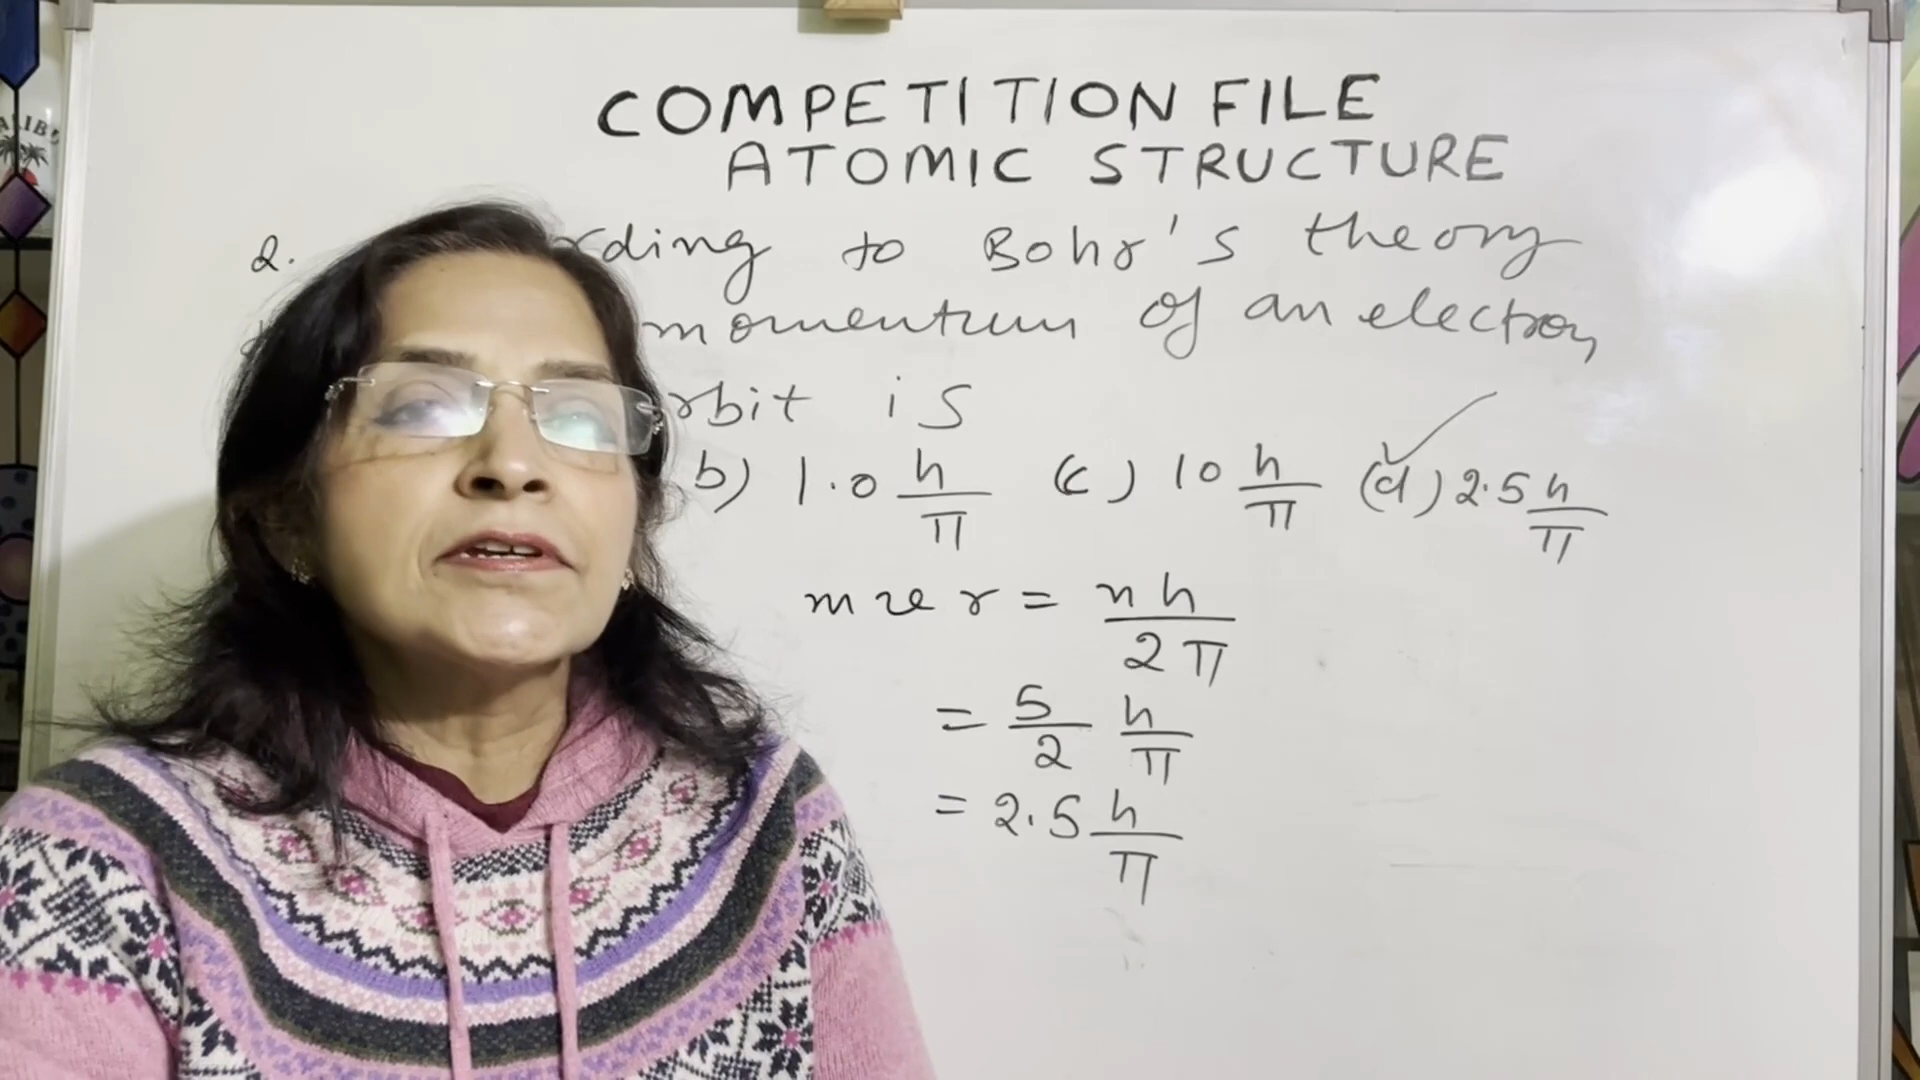 COMPETITION FILE
ATOMIC STRUCTURE
2. rding to Bohr's theory
momentum of an electron
rbit is
b) 1.0 h/π (c) 10 h/π (d) 2.5 h/π
mvr = nh/2π
= 5/2 h/π
= 2.5 h/π